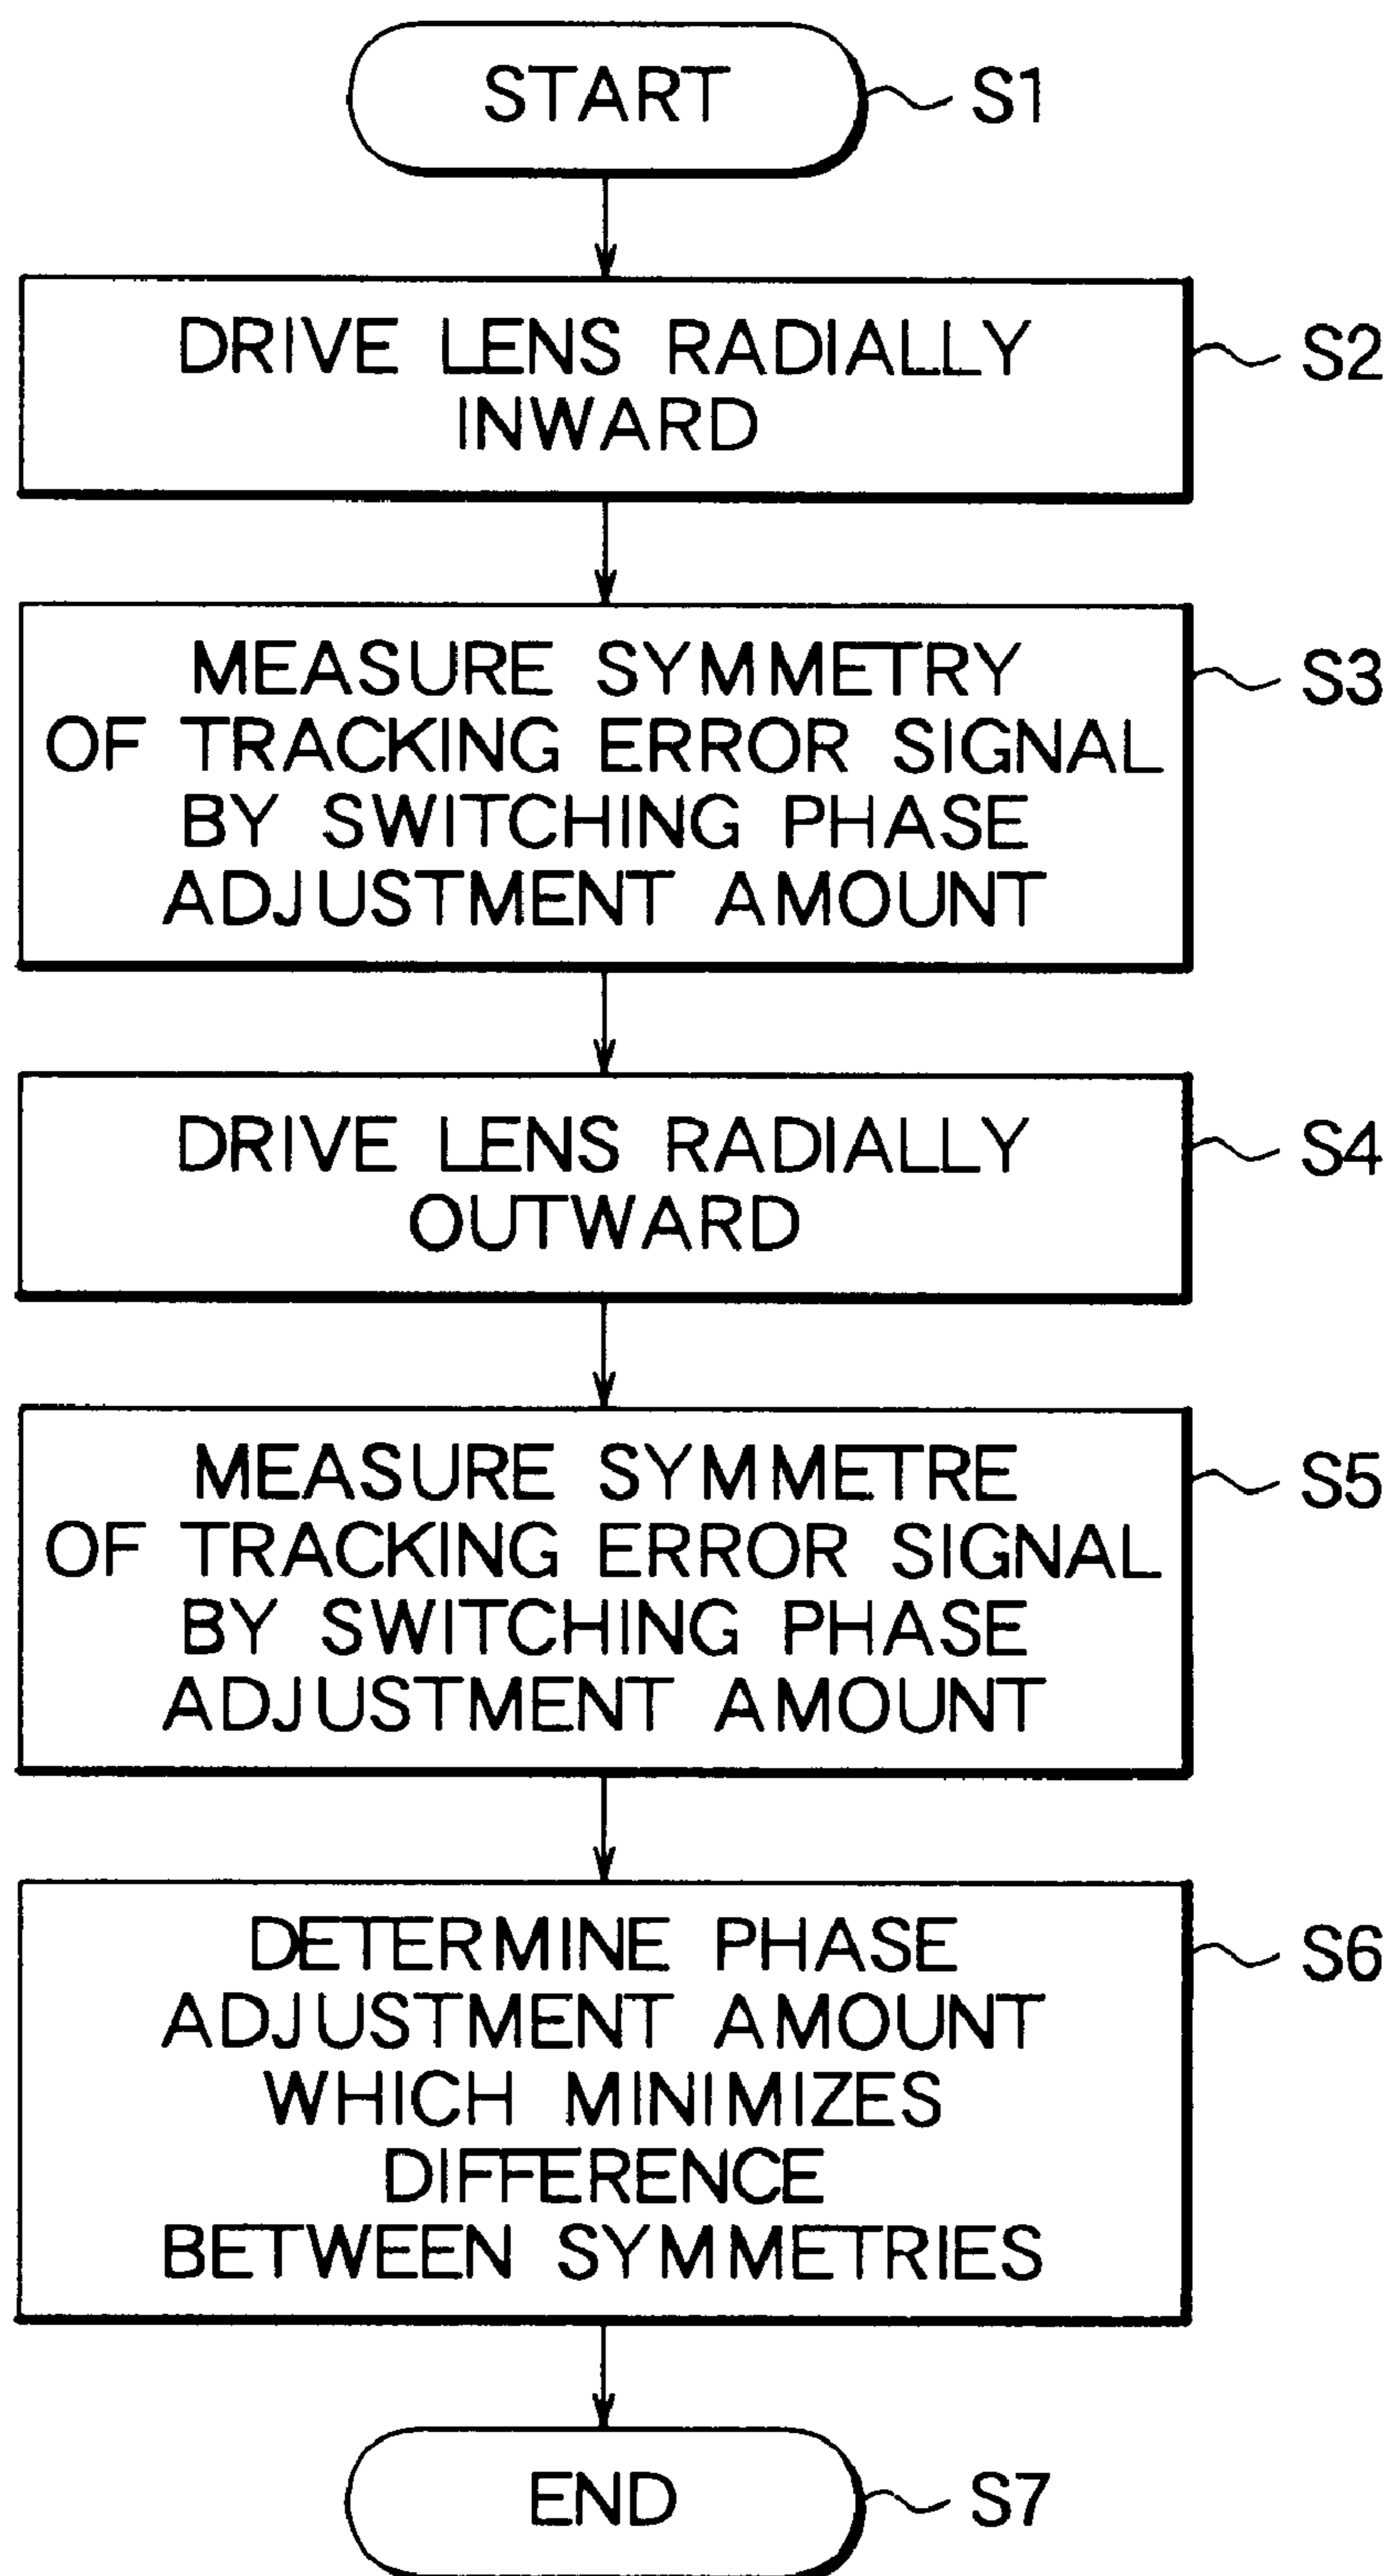 START
S1
DRIVE LENS RADIALLY
INWARD
S2
MEASURE SYMMETRY
OF TRACKING ERROR SIGNAL
BY SWITCHING PHASE
ADJUSTMENT AMOUNT
S3
DRIVE LENS RADIALLY
OUTWARD
S4
MEASURE SYMMETRE
OF TRACKING ERROR SIGNAL
BY SWITCHING PHASE
ADJUSTMENT AMOUNT
S5
DETERMINE PHASE
ADJUSTMENT AMOUNT
WHICH MINIMIZES
DIFFERENCE
BETWEEN SYMMETRIES
S6
END
S7